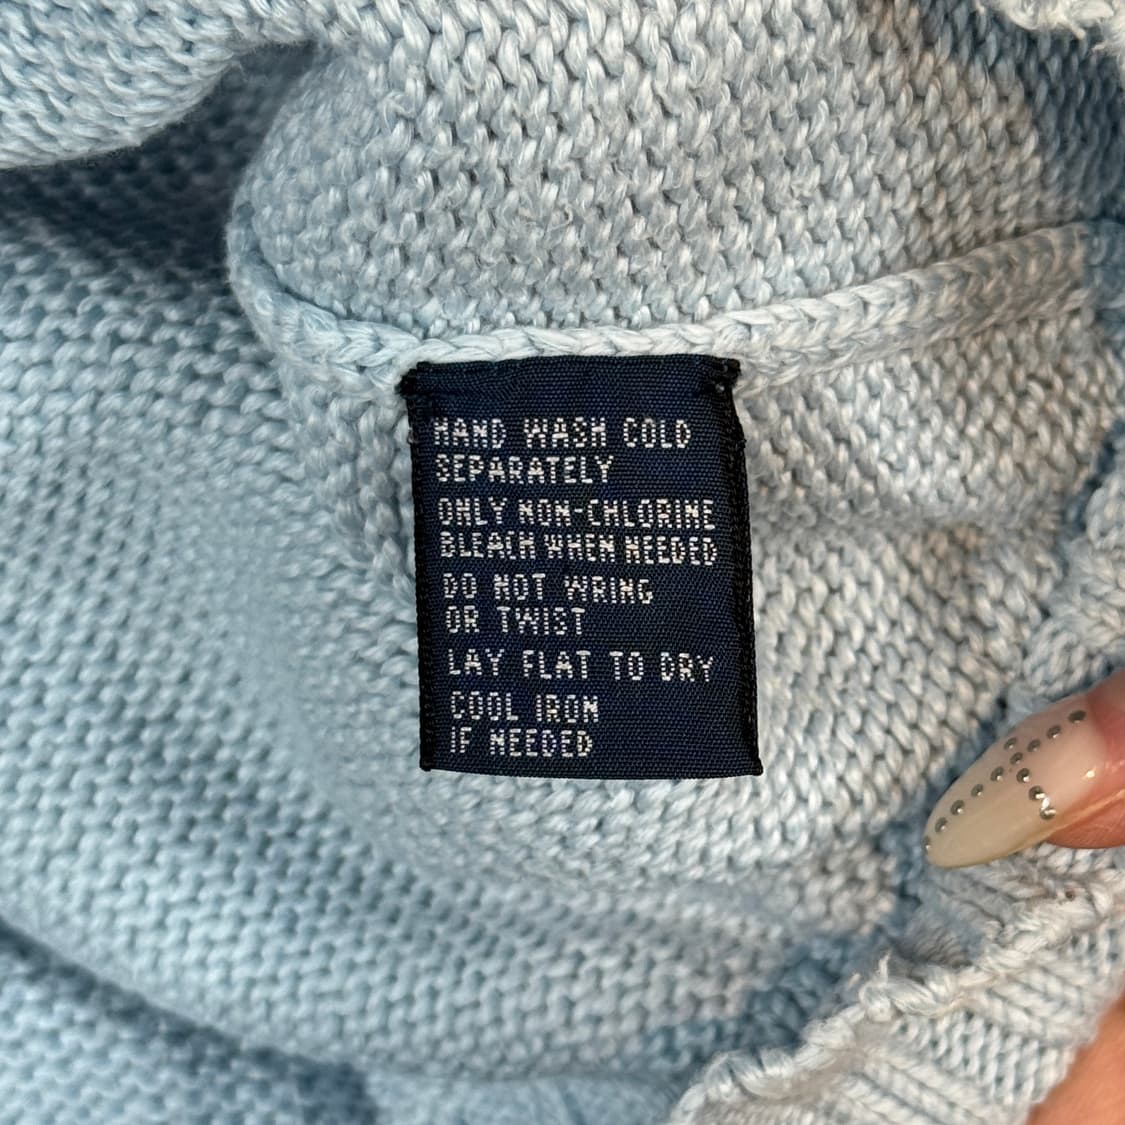 HAND WASH COLD
SEPARATELY
ONLY NON-CHLORINE
BLEACH WHEN NEEDED
DO NOT WRING
OR TWIST
LAY FLAT TO DRY
COOL IRON
IF NEEDED